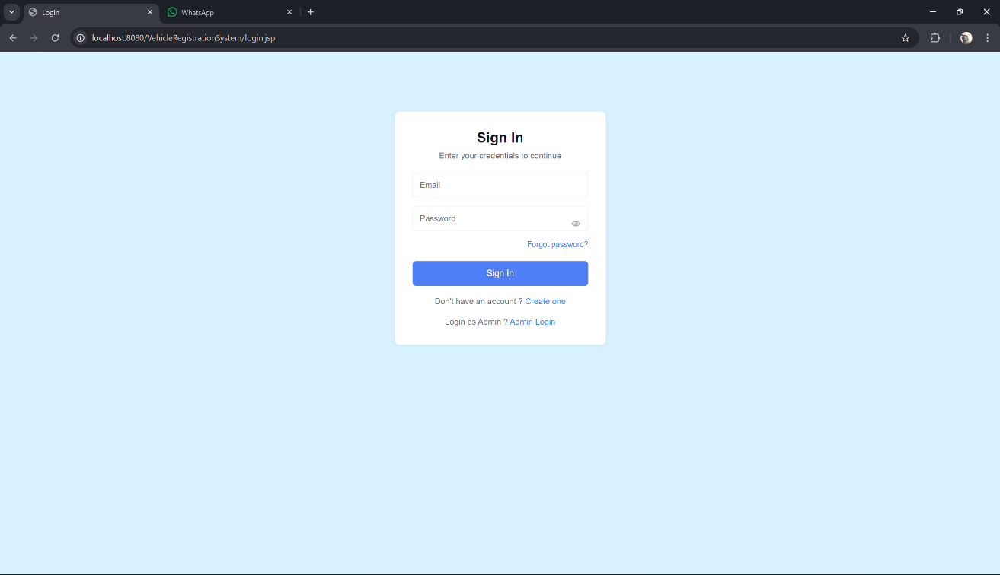 Login
WhatsApp
localhost:8080/VehicleRegistrationSystem/login.jsp
Sign In
Enter your credentials to continue
Email
Password
Forgot password?
Sign In
Don't have an account ? Create one
Login as Admin ? Admin Login